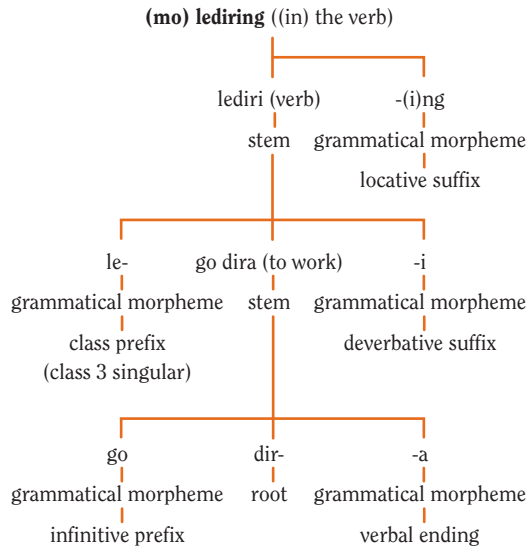 (mo) lediring ((in) the verb)
lediri (verb) -(i)ng
stem grammatical morpheme
locative suffix
le- go dira (to work) -i
grammatical morpheme stem grammatical morpheme
class prefix deverbative suffix
(class 3 singular)
go dir- -a
grammatical morpheme root grammatical morpheme
infinitive prefix verbal ending